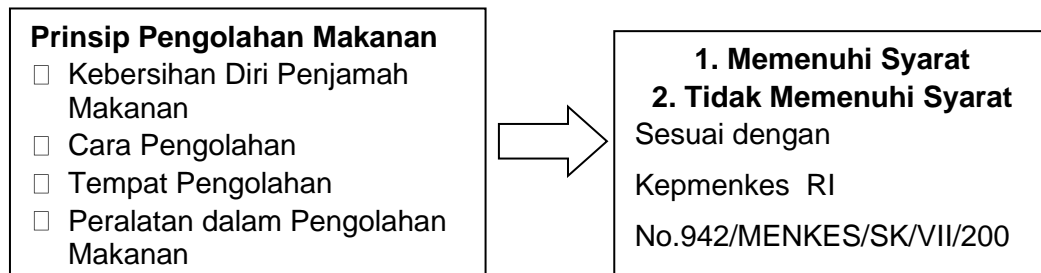 Prinsip Pengolahan Makanan
□ Kebersihan Diri Penjamah
Makanan
□ Cara Pengolahan
□ Tempat Pengolahan
□ Peralatan dalam Pengolahan
Makanan
1. Memenuhi Syarat
2. Tidak Memenuhi Syarat
Sesuai dengan
Kepmenkes RI
No.942/MENKES/SK/VII/200